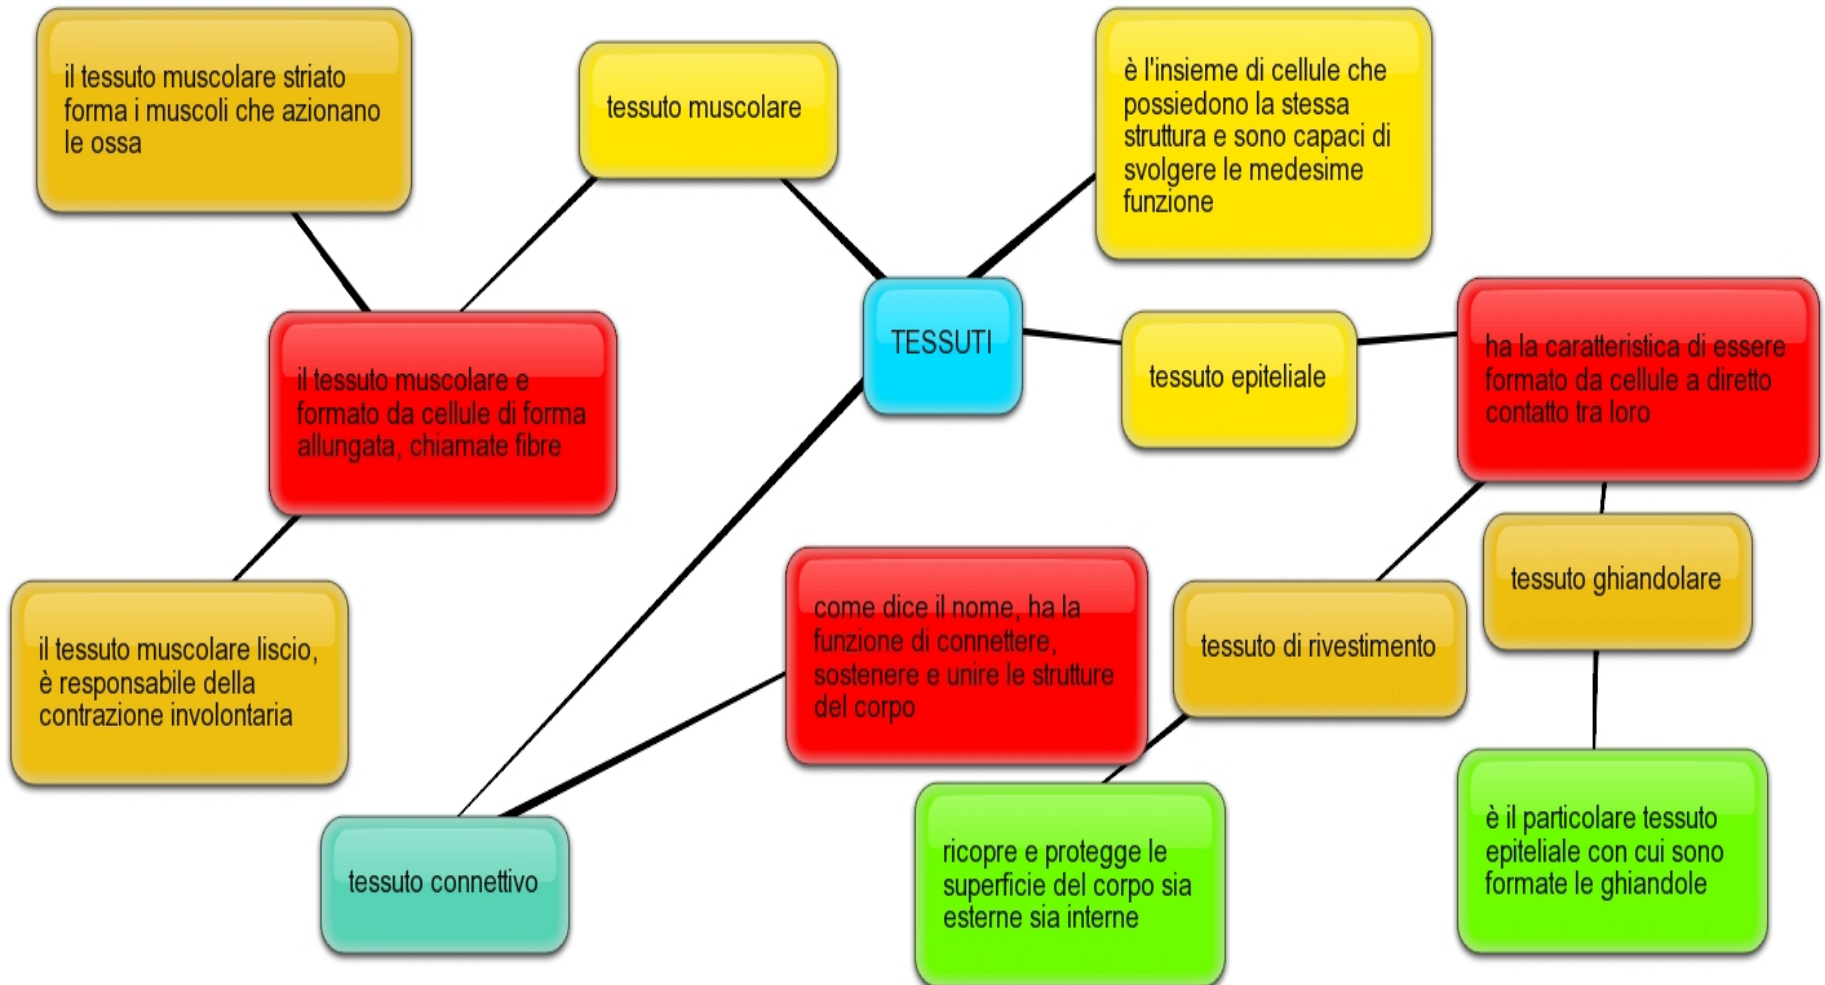 il tessuto muscolare striato
forma i muscoli che azionano
le ossa
tessuto muscolare
è l'insieme di cellule che
possiedono la stessa
struttura e sono capaci di
svolgere le medesime
funzione
TESSUTI
tessuto epiteliale
ha la caratteristica di essere
formato da cellule a diretto
contatto tra loro
il tessuto muscolare e
formato da cellule di forma
allungata, chiamate fibre
tessuto ghiandolare
tessuto di rivestimento
come dice il nome, ha la
funzione di connettere,
sostenere e unire le strutture
del corpo
il tessuto muscolare liscio,
è responsabile della
contrazione involontaria
tessuto connettivo
ricopre e protegge le
superficie del corpo sia
esterne sia interne
è il particolare tessuto
epiteliale con cui sono
formate le ghiandole